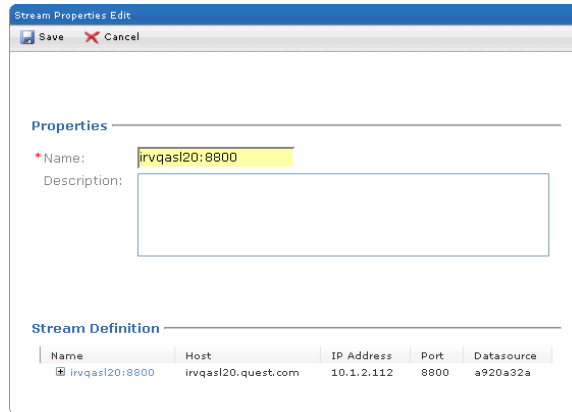 Stream Properties Edit
Save Cancel
Properties
*Name: irvqasl20:8800
Description:
Stream Definition
Name Host IP Address Port Datasource
irvqasl20:8800 irvqasl20.quest.com 10.1.2.112 8800 a920a32a